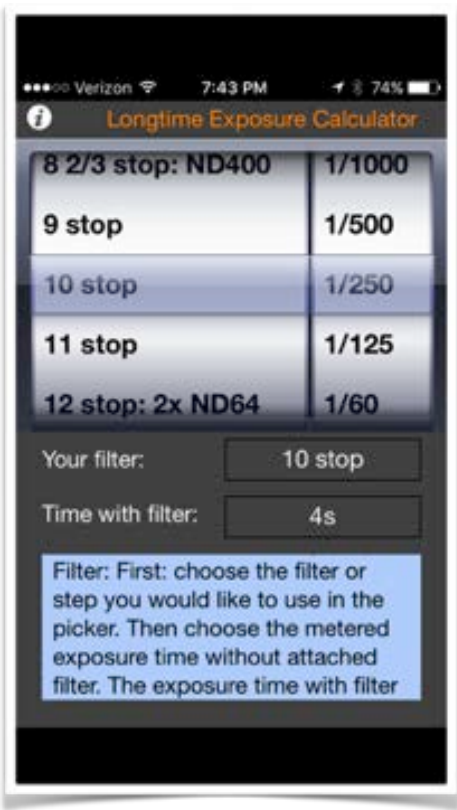 Verizon 7:43 PM 74%
i Longtime Exposure Calculator
8 2/3 stop: ND400 1/1000
9 stop 1/500
10 stop 1/250
11 stop 1/125
12 stop: 2x ND64 1/60
Your filter: 10 stop
Time with filter: 4s
Filter: First: choose the filter or
step you would like to use in the
picker. Then choose the metered
exposure time without attached
filter. The exposure time with filter